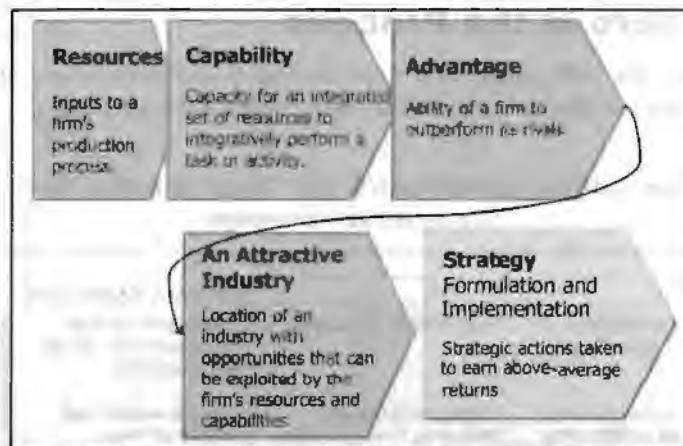 Resources
Inputs to a
firm's
production
process.
Capability
Capacity for an integrated
set of resources to
integratively perform a
task or activity.
Advantage
Ability of a firm to
outperform its rivals.
An Attractive
Industry
Location of an
industry with
opportunities that can
be exploited by the
firm's resources and
capabilities
Strategy
Formulation and
Implementation
Strategic actions taken
to earn above-average
returns